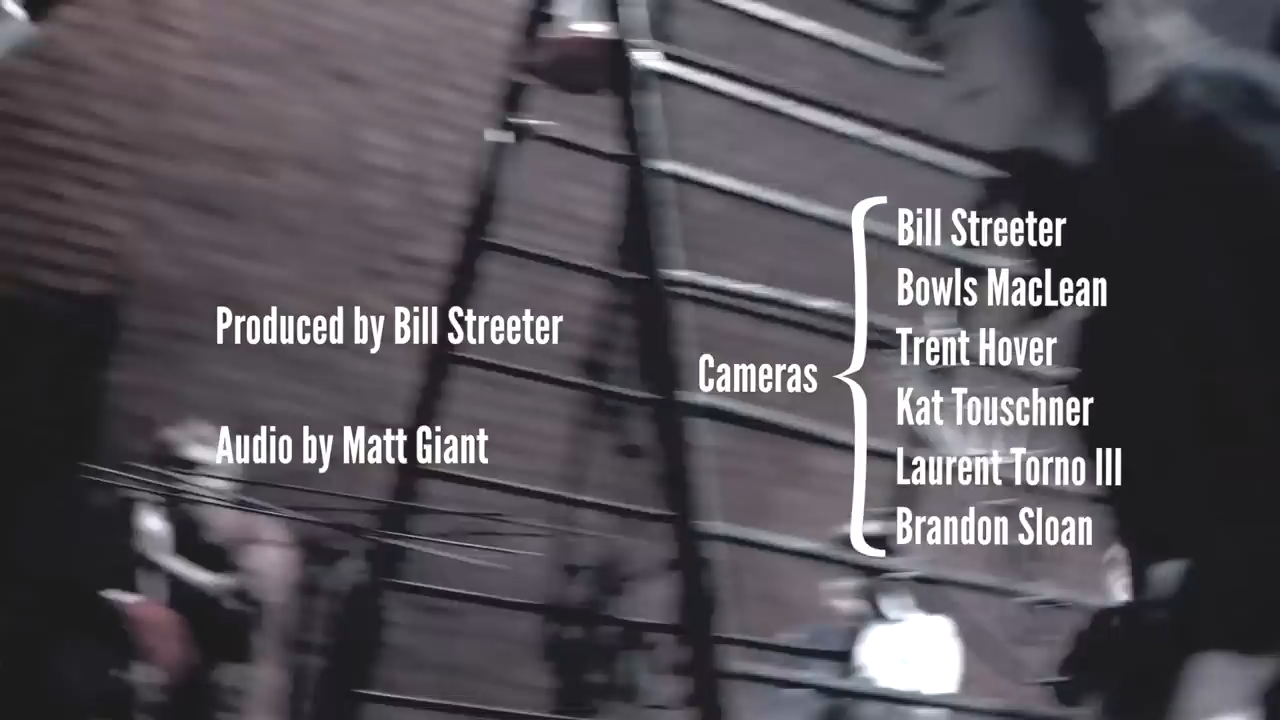 Produced by Bill Streeter
Audio by Matt Giant
Cameras
Bill Streeter
Bowls MacLean
Trent Hover
Kat Touschner
Laurent Torno III
Brandon Sloan